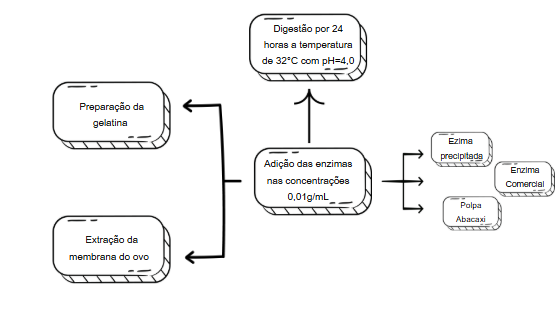 Digestão por 24
horas a temperatura
de 32°C com pH=4,0
Preparação da
gelatina
Adição das enzimas
nas concentrações
0,01g/mL
Ezima
precipitada
Enzima
Comercial
Polpa
Abacaxi
Extração da
membrana do ovo